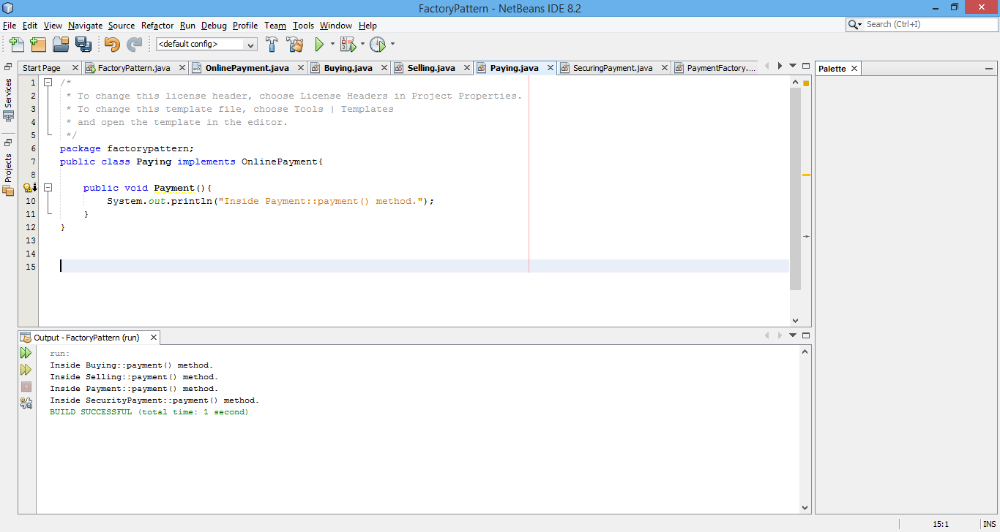 FactoryPattern - NetBeans IDE 8.2
File Edit View Navigate Source Refactor Run Debug Profile Team Tools Window Help
Search (Ctrl+I)
<default config>
Start Page FactoryPattern.java OnlinePayment.java Buying.java Selling.java Paying.java SecuringPayment.java PaymentFactory....
Palette
Services
Projects
1 /*
2 * To change this license header, choose License Headers in Project Properties.
3 * To change this template file, choose Tools | Templates
4 * and open the template in the editor.
5 */
6 package factorypattern;
7 public class Paying implements OnlinePayment{
8
public void Payment(){
10 System.out.println("Inside Payment::payment() method.");
11 }
12 }
13
14
15
Output - FactoryPattern (run)
run:
Inside Buying::payment() method.
Inside Selling::payment() method.
Inside Payment::payment() method.
Inside SecurityPayment::payment() method.
BUILD SUCCESSFUL (total time: 1 second)
15:1 INS